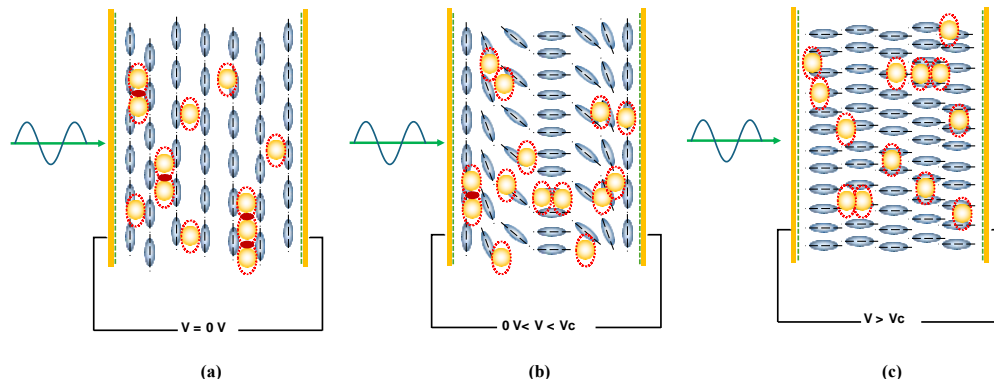 V = 0 V
0 V< V < Vc
V > Vc
(a)
(b)
(c)